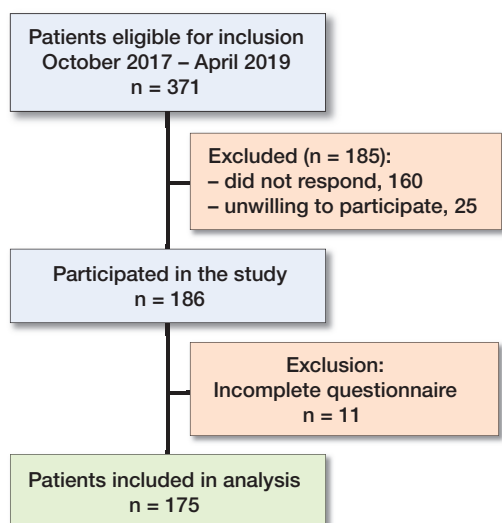 Patients eligible for inclusion
October 2017 – April 2019
n = 371
Excluded (n = 185):
– did not respond, 160
– unwilling to participate, 25
Participated in the study
n = 186
Exclusion:
Incomplete questionnaire
n = 11
Patients included in analysis
n = 175